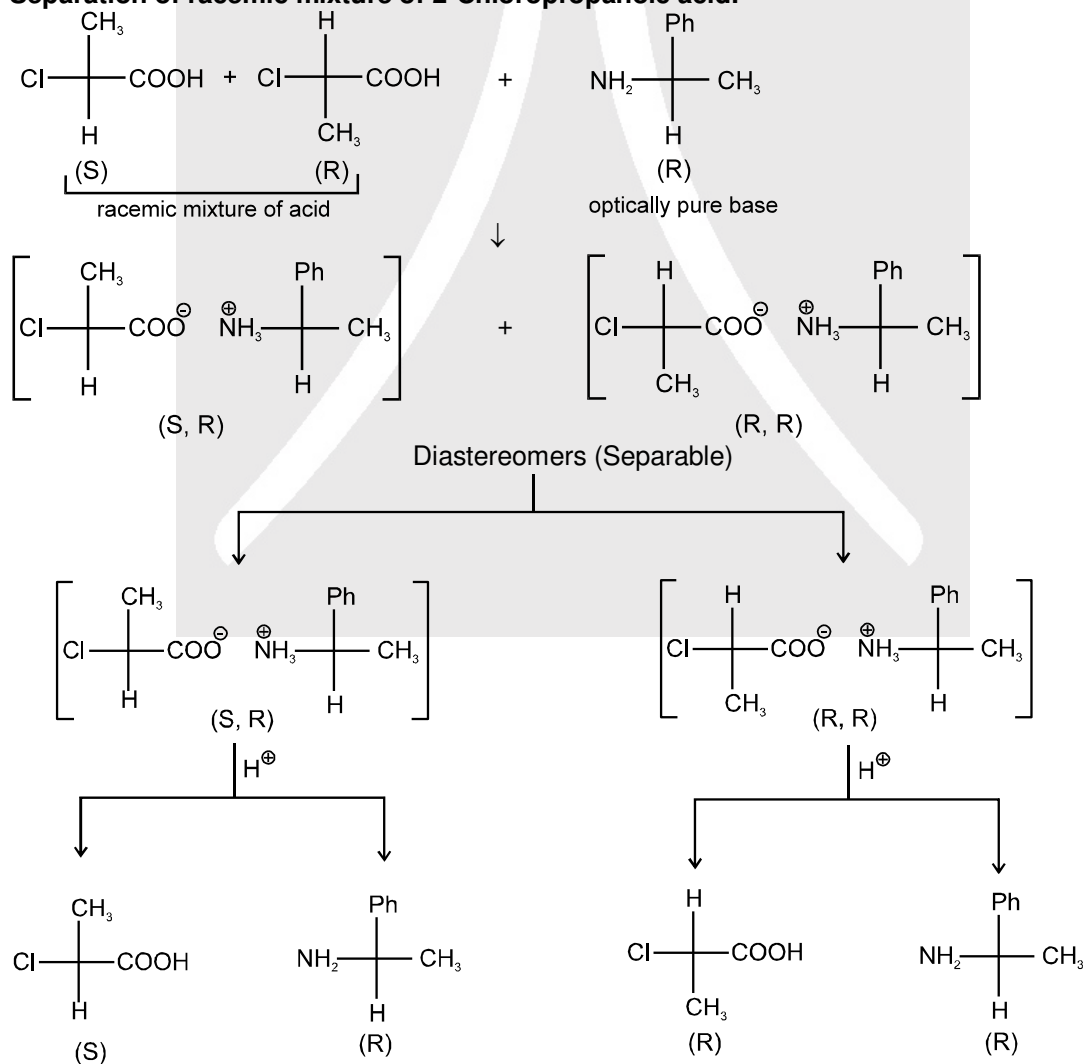 Separation of racemic mixture of 2-Chloropropanoic acid:
CH₃ H Ph
Cl COOH + Cl COOH + NH₂ CH₃
H CH₃ H
(S) (R) (R)
racemic mixture of acid optically pure base
↓
CH₃ Ph H Ph
Cl COO⊖ ⊕NH₃ CH₃ + Cl COO⊖ ⊕NH₃ CH₃
H H CH₃ H
(S, R) (R, R)
Diastereomers (Separable)
CH₃ Ph H Ph
Cl COO⊖ ⊕NH₃ CH₃ Cl COO⊖ ⊕NH₃ CH₃
H H CH₃ H
(S, R) (R, R)
H⊕ H⊕
CH₃ Ph H Ph
Cl COOH NH₂ CH₃ Cl COOH NH₂ CH₃
H H CH₃ H
(S) (R) (R) (R)